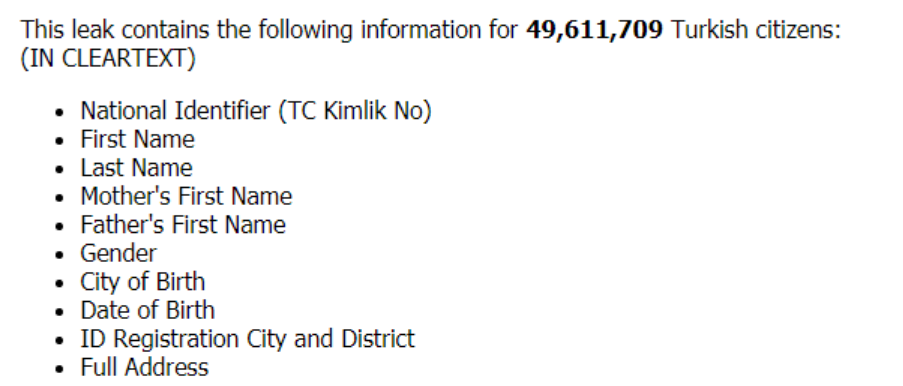 This leak contains the following information for 49,611,709 Turkish citizens:
(IN CLEARTEXT)
• National Identifier (TC Kimlik No)
• First Name
• Last Name
• Mother's First Name
• Father's First Name
• Gender
• City of Birth
• Date of Birth
• ID Registration City and District
• Full Address